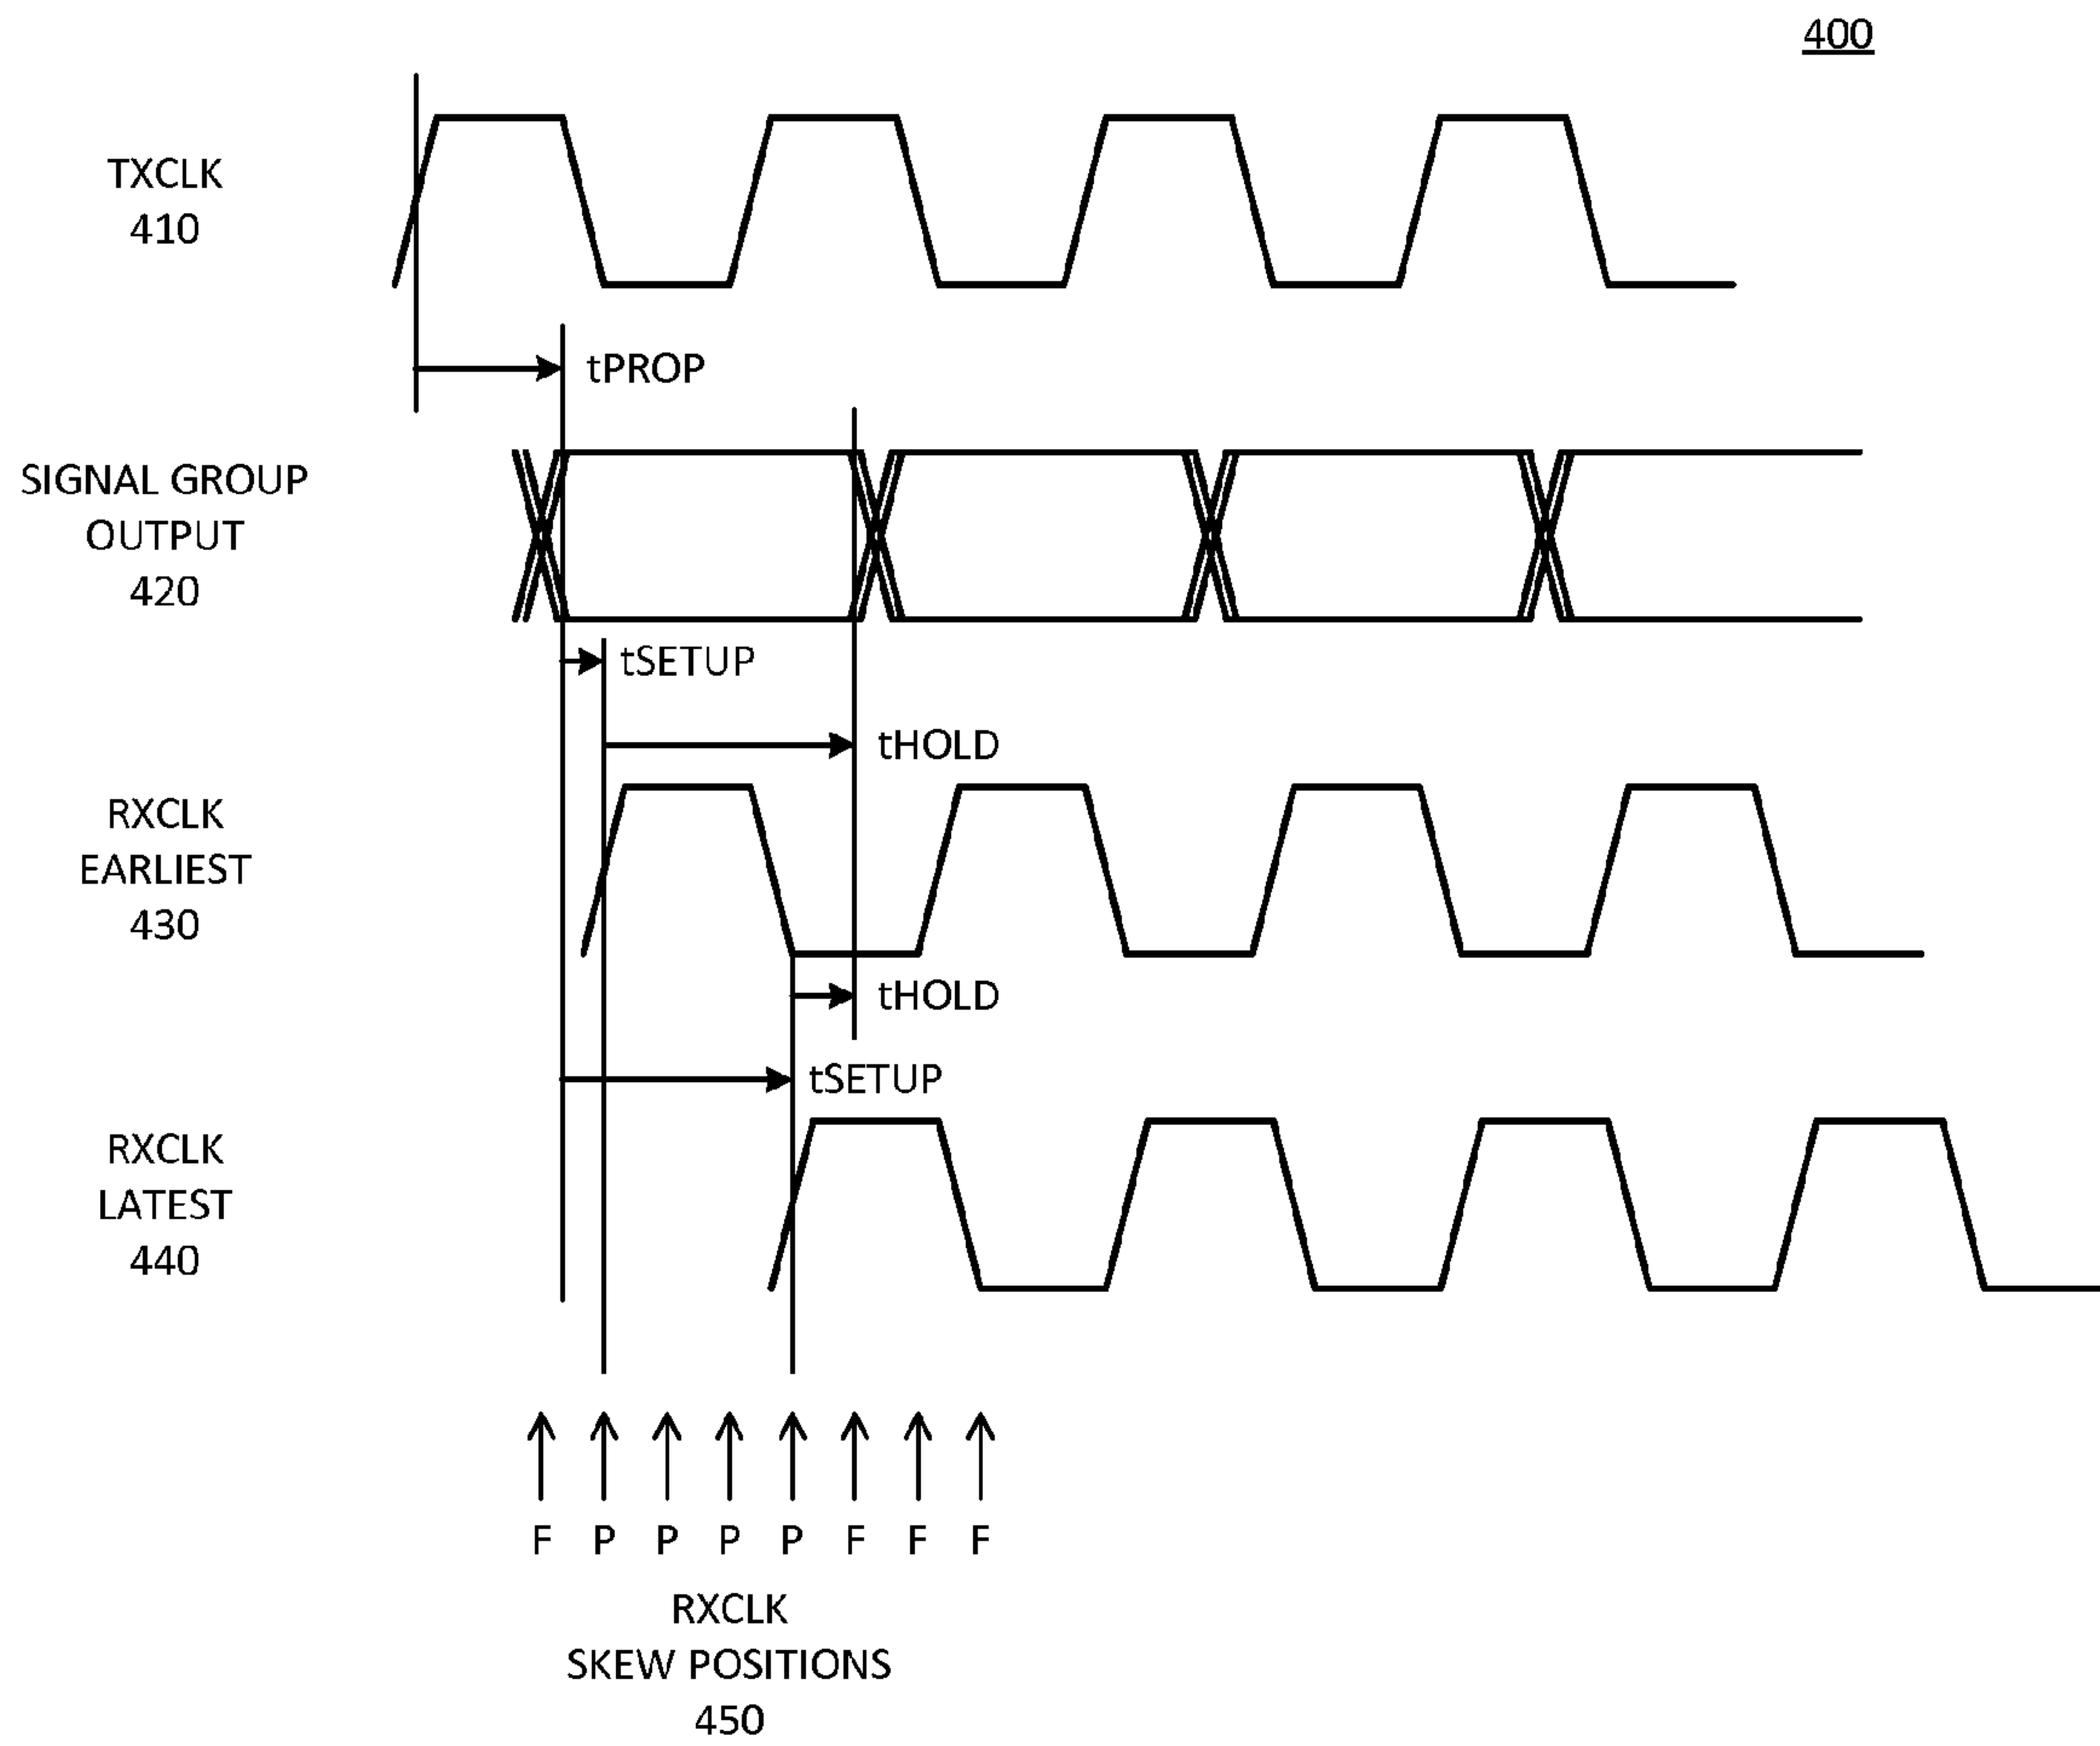 400
TXCLK
410
tPROP
SIGNAL GROUP
OUTPUT
420
tSETUP
tHOLD
RXCLK
EARLIEST
430
tHOLD
tSETUP
RXCLK
LATEST
440
F P P P P F F F
RXCLK
SKEW POSITIONS
450